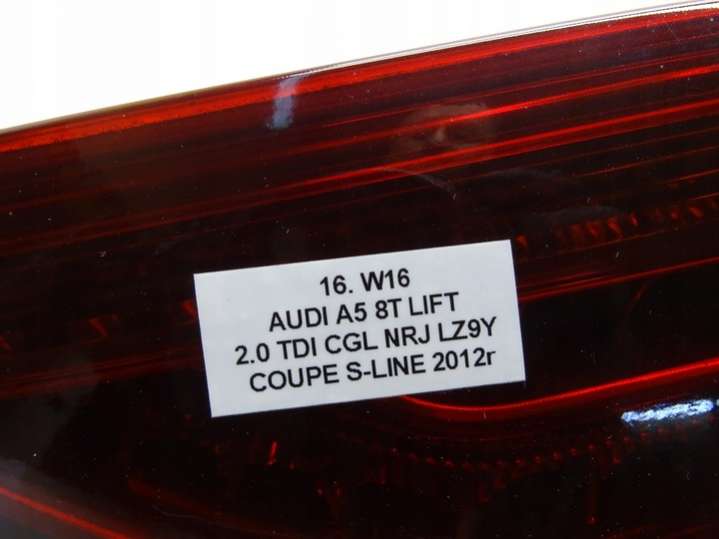 16. W16
AUDI A5 8T LIFT
2.0 TDI CGL NRJ LZ9Y
COUPE S-LINE 2012r